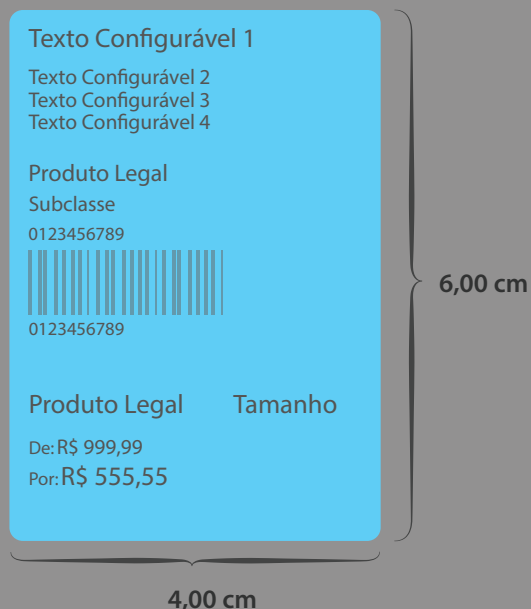 Texto Configurável 1
Texto Configurável 2
Texto Configurável 3
Texto Configurável 4
Produto Legal
Subclasse
0123456789
0123456789
6,00 cm
Produto Legal Tamanho
De: R$ 999,99
Por: R$ 555,55
4,00 cm